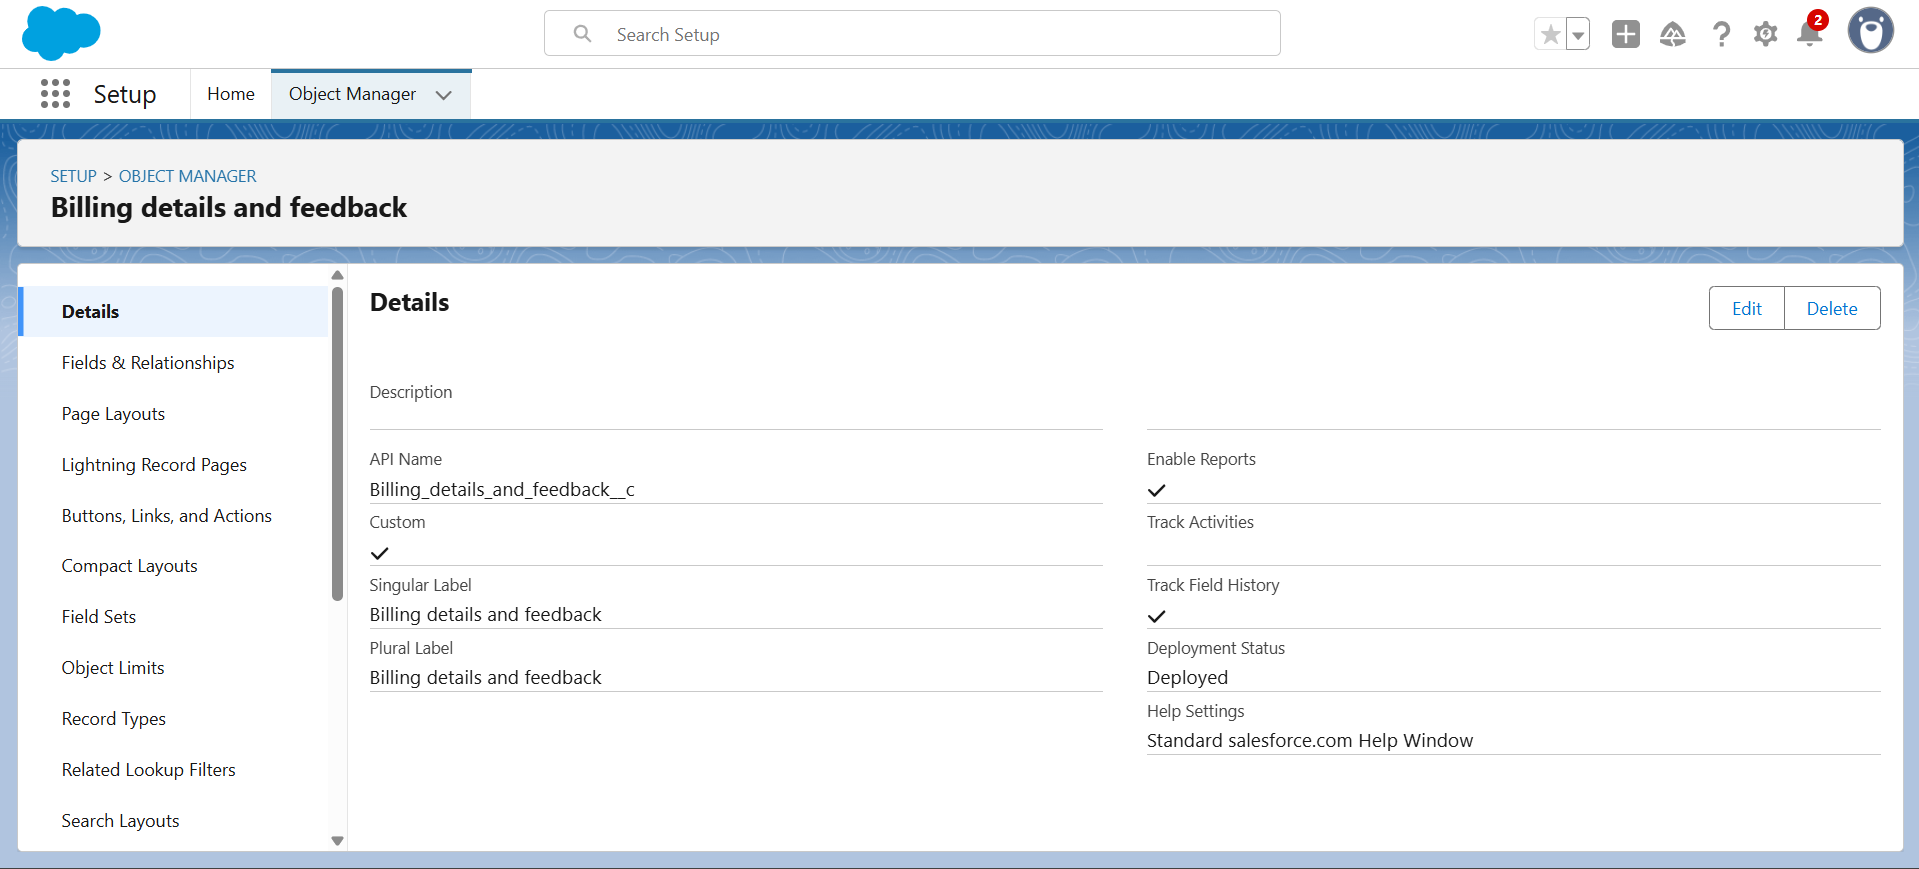 Search Setup
2
Setup
Home
Object Manager
SETUP > OBJECT MANAGER
Billing details and feedback
Details
Fields & Relationships
Page Layouts
Lightning Record Pages
Buttons, Links, and Actions
Compact Layouts
Field Sets
Object Limits
Record Types
Related Lookup Filters
Search Layouts
Details
Edit
Delete
Description
API Name
Billing_details_and_feedback__c
Custom
Singular Label
Billing details and feedback
Plural Label
Billing details and feedback
Enable Reports
Track Activities
Track Field History
Deployment Status
Deployed
Help Settings
Standard salesforce.com Help Window